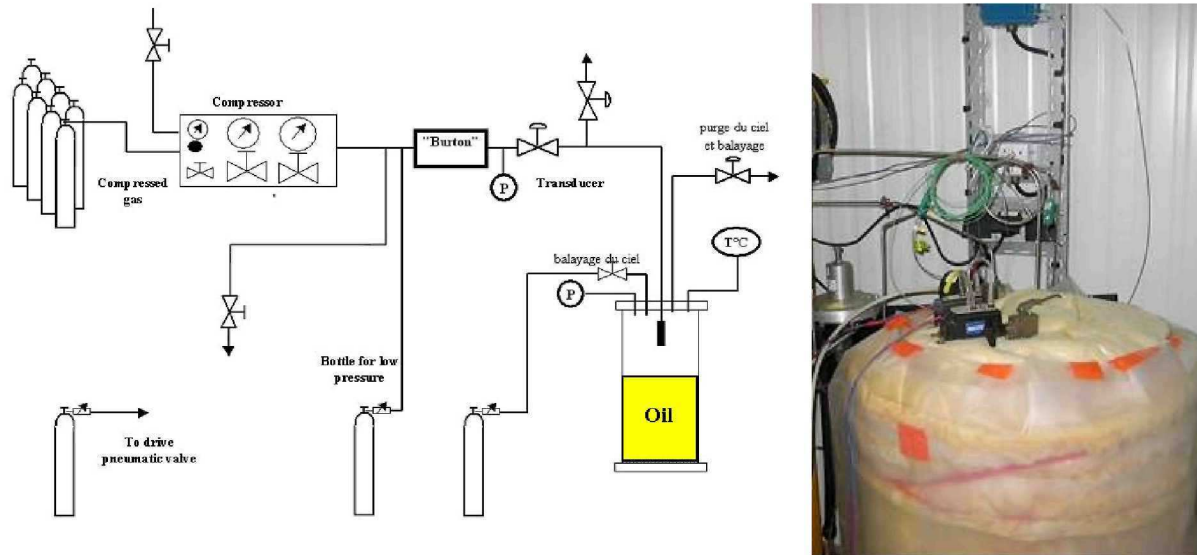 Compressor
Compressed
gas
"Burton"
P
Transducer
purge du ciel
et balayage
T°C
balayage du ciel
P
Bottle for low
pressure
Oil
To drive
pneumatic valve